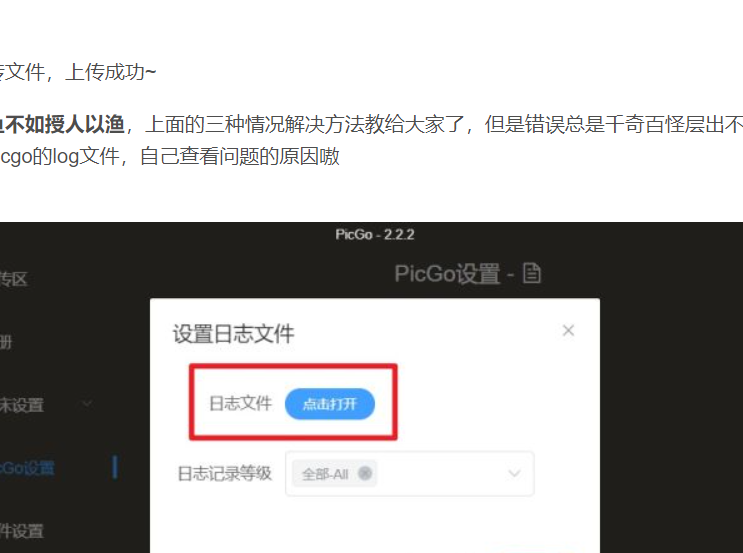 传文件，上传成功~
鱼不如授人以渔，上面的三种情况解决方法教给大家了，但是错误总是千奇百怪层出不
icgo的log文件，自己查看问题的原因嗷
PicGo - 2.2.2
传区
PicGo设置 -
册
设置日志文件
日志文件 点击打开
床设置
cGo设置
日志记录等级 全部-All
件设置